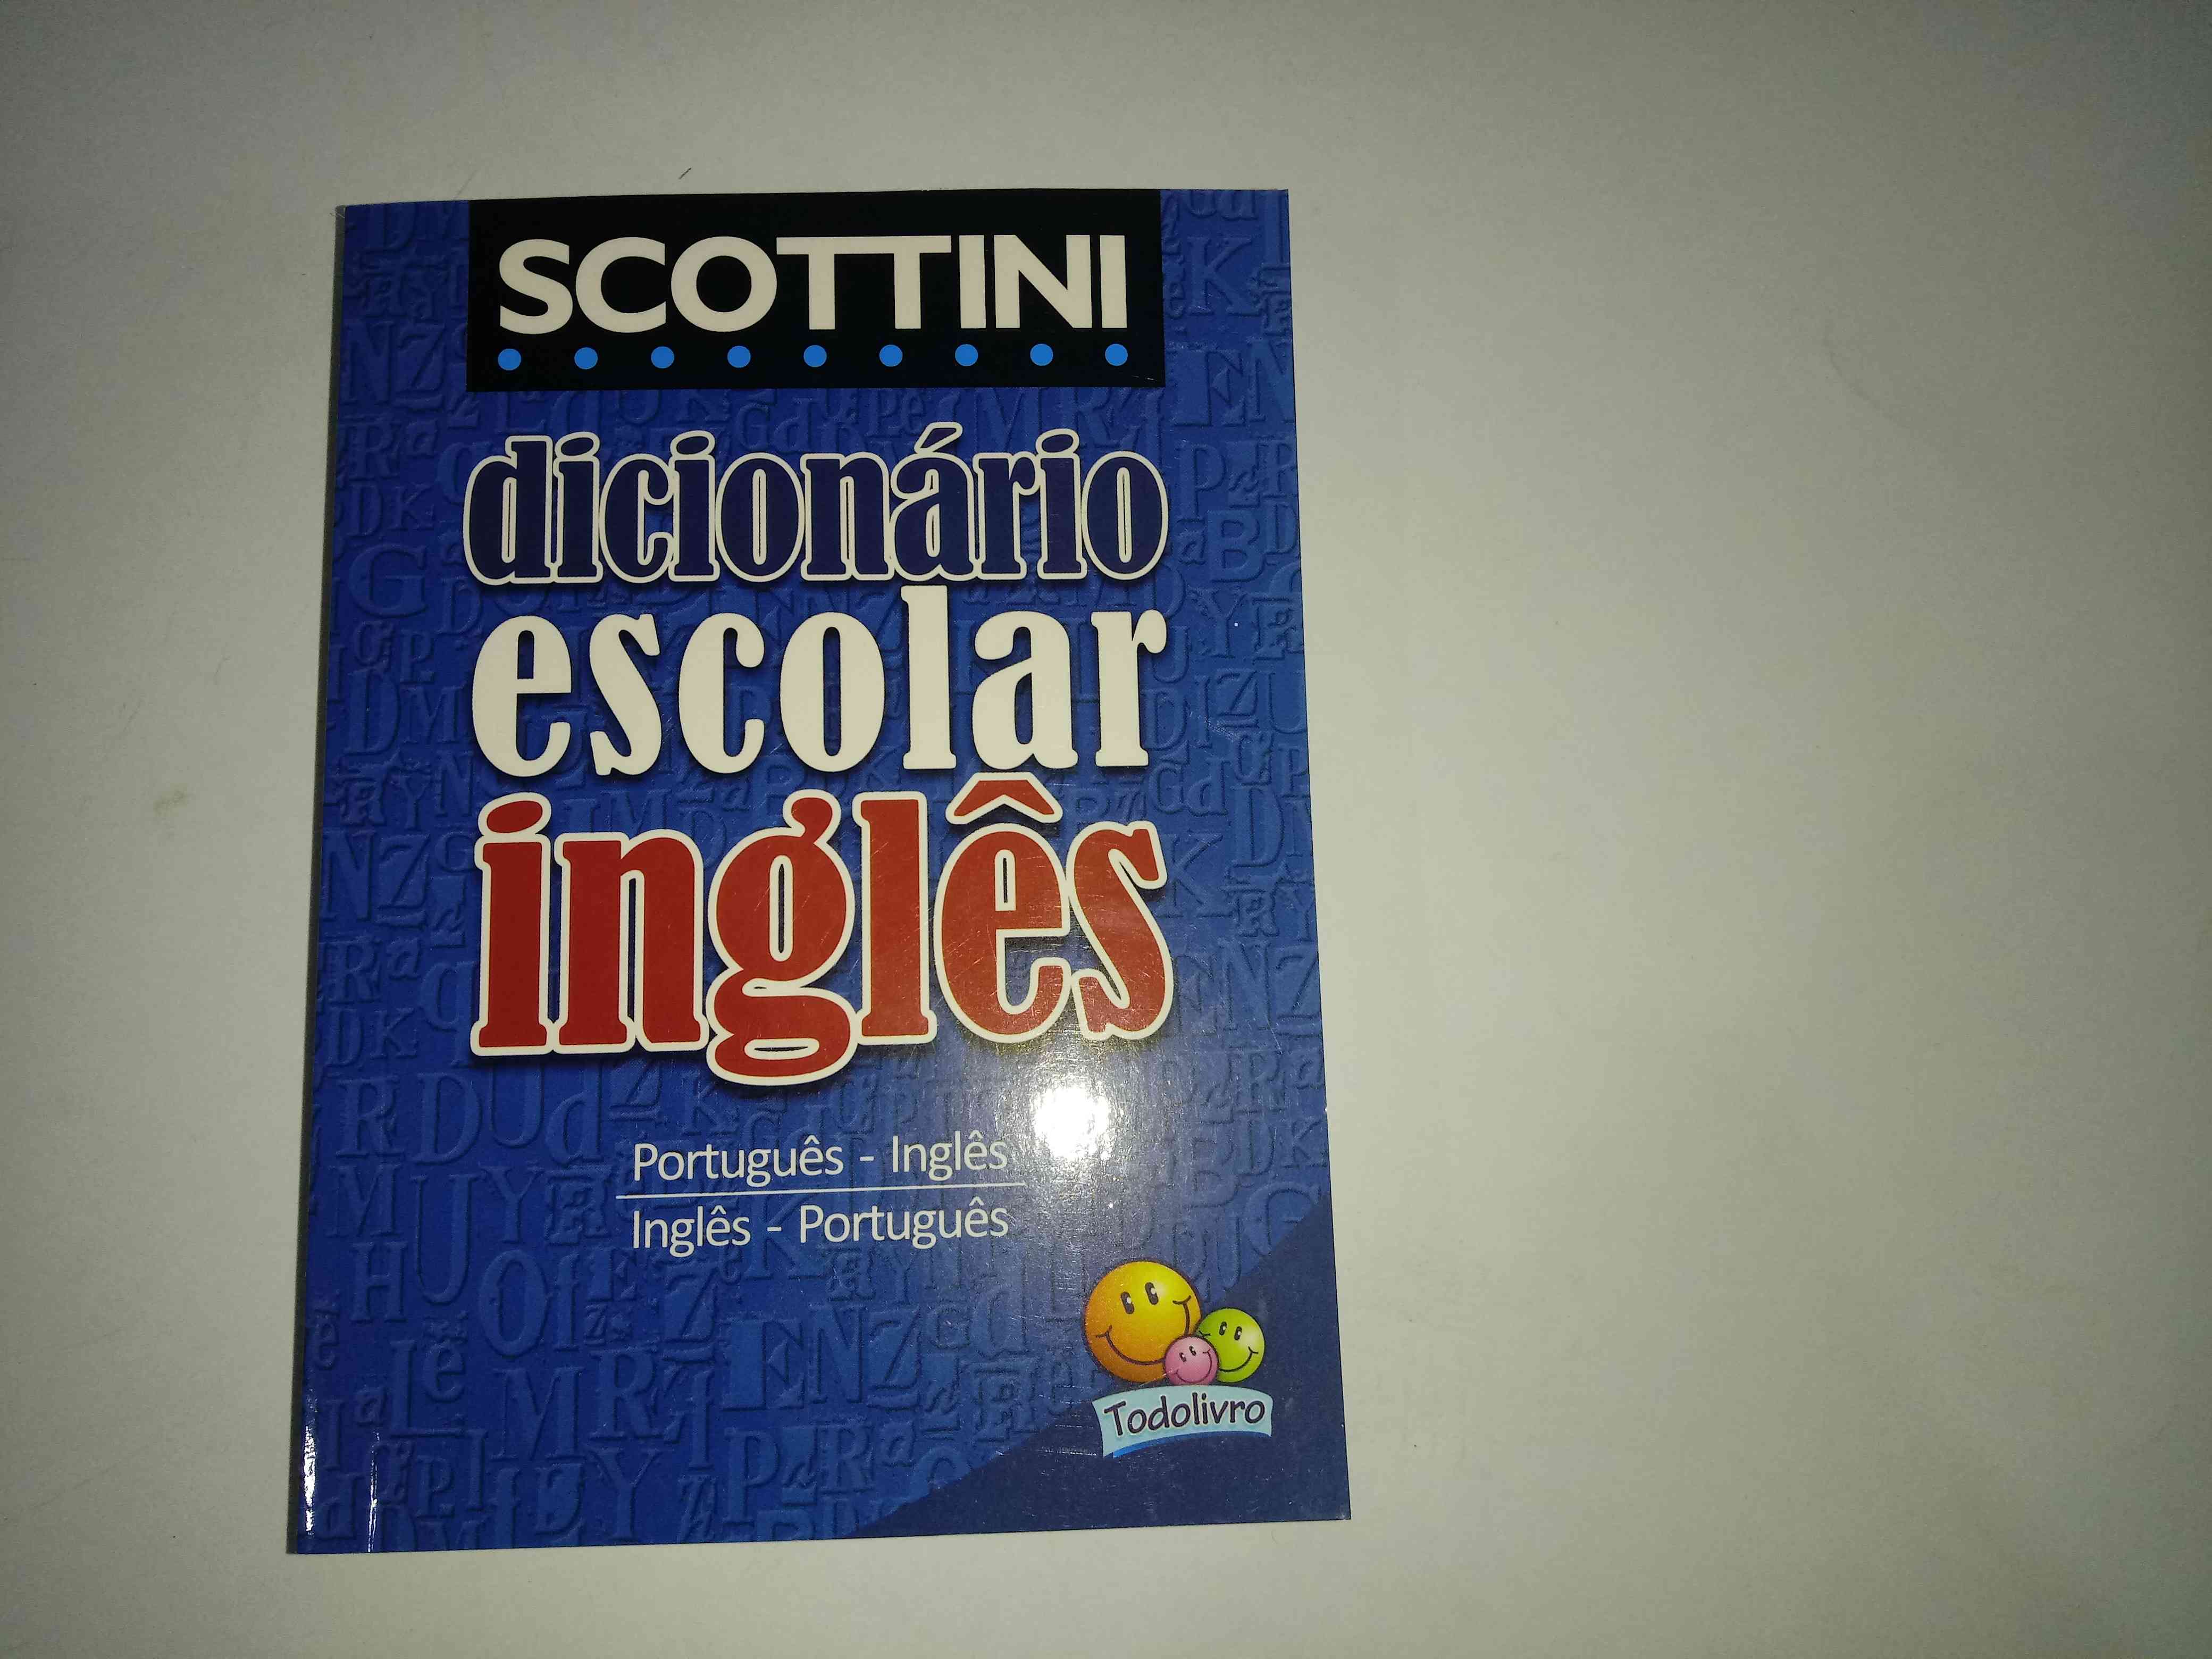 SCOTTINI
dicionário
escolar
inglês
Português - Inglês
Inglês - Português
Todolivro